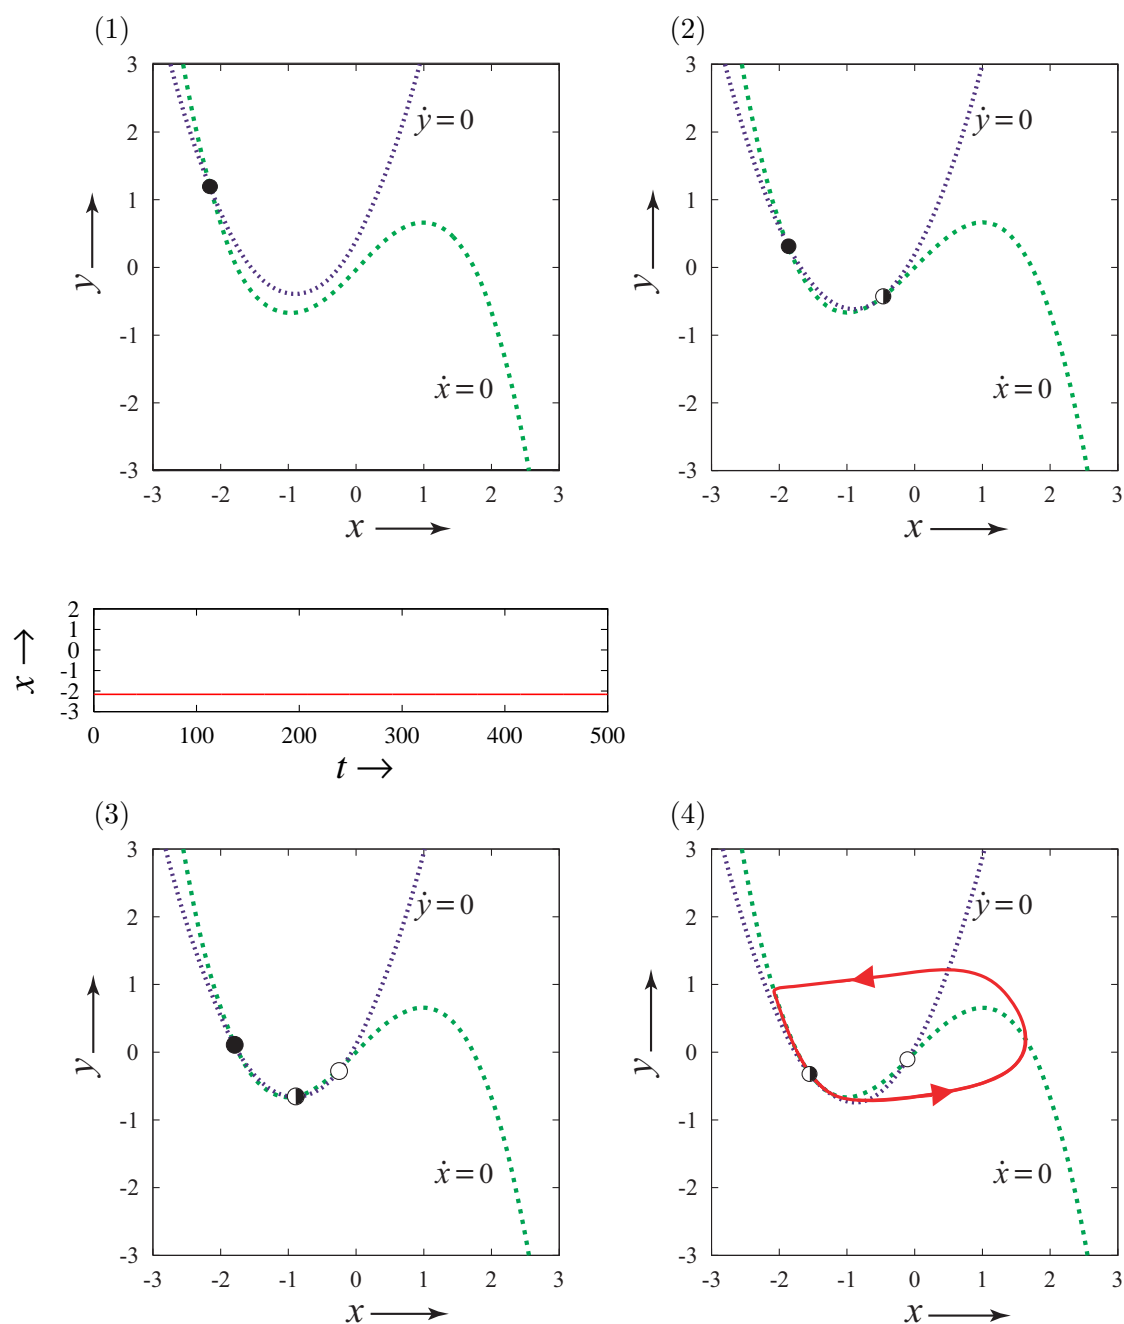 (1) (2)
3 3
ẏ=0 ẏ=0
2 2
1 1
y 0 y 0
-1 -1
ẋ=0 ẋ=0
-2 -2
-3 -3
-3 -2 -1 0 1 2 3 -3 -2 -1 0 1 2 3
x ⟶ x ⟶
2
1
0
-1
-2
-3
x →
0 100 200 300 400 500
t →
(3) (4)
3 3
ẏ=0 ẏ=0
2 2
1 1
y 0 y 0
-1 -1
ẋ=0 ẋ=0
-2 -2
-3 -3
-3 -2 -1 0 1 2 3 -3 -2 -1 0 1 2 3
x ⟶ x ⟶